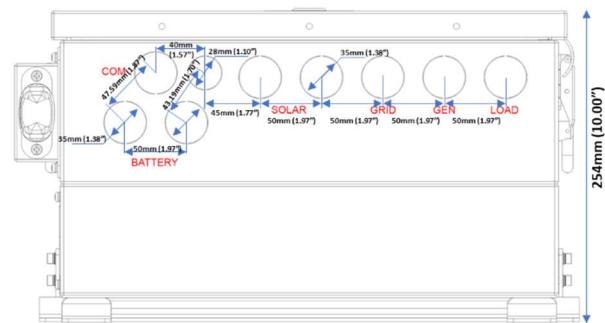 40mm
(1.57")
28mm (1.10")
COM
47.59mm (1.87")
43.19mm (1.70")
35mm (1.38")
45mm (1.77")
SOLAR
GRID
GEN
LOAD
50mm (1.97")
50mm (1.97")
50mm (1.97")
50mm (1.97")
35mm (1.38")
50mm (1.97")
BATTERY
254mm (10.00")